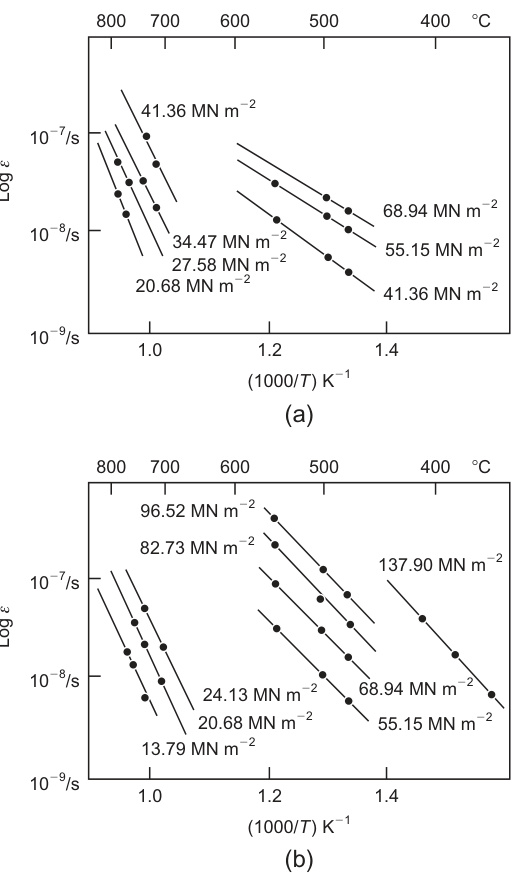 800 700 600 500 400 °C
41.36 MN m⁻²
10⁻⁷/s
Log ε
68.94 MN m⁻²
10⁻⁸/s
34.47 MN m⁻²
55.15 MN m⁻²
27.58 MN m⁻²
20.68 MN m⁻²
41.36 MN m⁻²
10⁻⁹/s
1.0 1.2 1.4
(1000/T) K⁻¹
(a)
800 700 600 500 400 °C
96.52 MN m⁻²
82.73 MN m⁻²
137.90 MN m⁻²
10⁻⁷/s
Log ε
10⁻⁸/s
24.13 MN m⁻²
68.94 MN m⁻²
20.68 MN m⁻²
55.15 MN m⁻²
13.79 MN m⁻²
10⁻⁹/s
1.0 1.2 1.4
(1000/T) K⁻¹
(b)